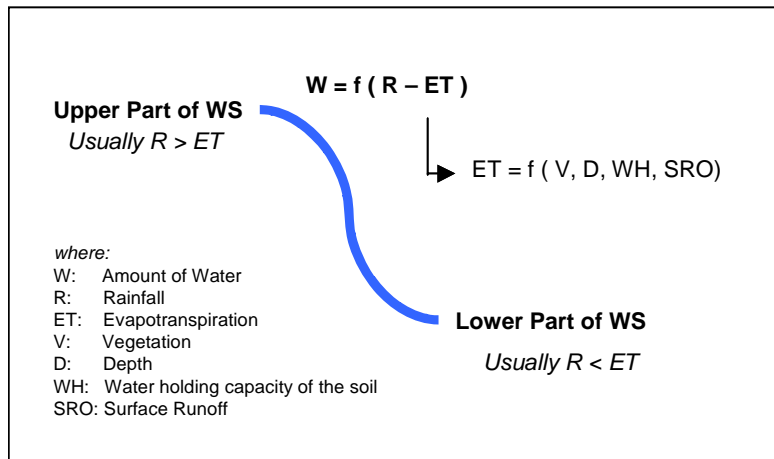 W = f ( R – ET )
Upper Part of WS
Usually R > ET
ET = f ( V, D, WH, SRO)
where:
W: Amount of Water
R: Rainfall
ET: Evapotranspiration
V: Vegetation
D: Depth
WH: Water holding capacity of the soil
SRO: Surface Runoff
Lower Part of WS
Usually R < ET